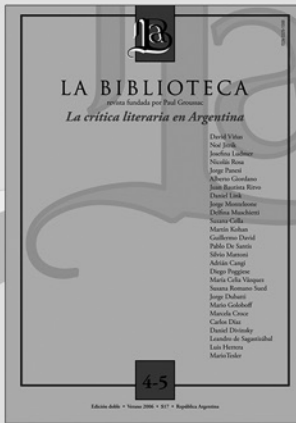 LB
LA BIBLIOTECA
revista fundada por Paul Groussac
La crítica literaria en Argentina
David Viñas
Noé Jitrik
Josefina Ludmer
Nicolás Rosa
Jorge Panesi
Alberto Giordano
Juan Bautista Ritvo
Daniel Link
Jorge Monteleone
Delfina Muschietti
Susana Cella
Martín Kohan
Guillermo David
Pablo De Santis
Silvio Mattoni
Adrián Cangi
Diego Poggiese
María Celia Vázquez
Susana Romano Sued
Jorge Dubatti
Mario Goloboff
Marcela Croce
Carlos Días
Daniel Divinsky
Leandro de Sagastizábal
Luis Herrera
Mario Tesler
4-5
Edición doble • Verano 2006 • $17 • República Argentina